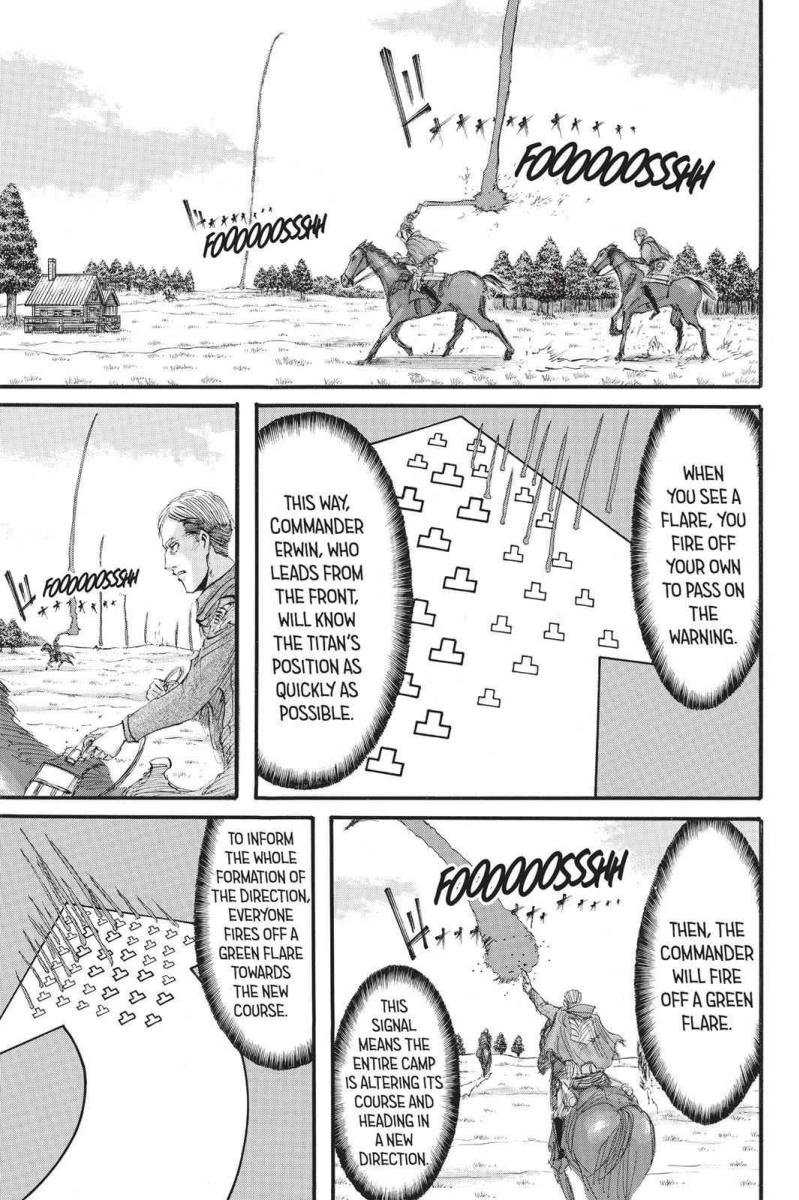 FOOOOOOSSSHH
FOOOOOOSSSHH
WHEN
YOU SEE A
FLARE, YOU
FIRE OFF
YOUR OWN
TO PASS ON
THE
WARNING.
THIS WAY,
COMMANDER
ERWIN, WHO
LEADS FROM
THE FRONT,
WILL KNOW
THE TITAN'S
POSITION AS
QUICKLY AS
POSSIBLE.
FOOOOOOSSSHH
THEN, THE
COMMANDER
WILL FIRE
OFF A GREEN
FLARE.
FOOOOOOSSSHH
THIS
SIGNAL
MEANS THE
ENTIRE CAMP
IS ALTERING ITS
COURSE AND
HEADING IN
A NEW
DIRECTION.
TO INFORM
THE WHOLE
FORMATION OF
THE DIRECTION,
EVERYONE
FIRES OFF A
GREEN FLARE
TOWARDS
THE NEW
COURSE.